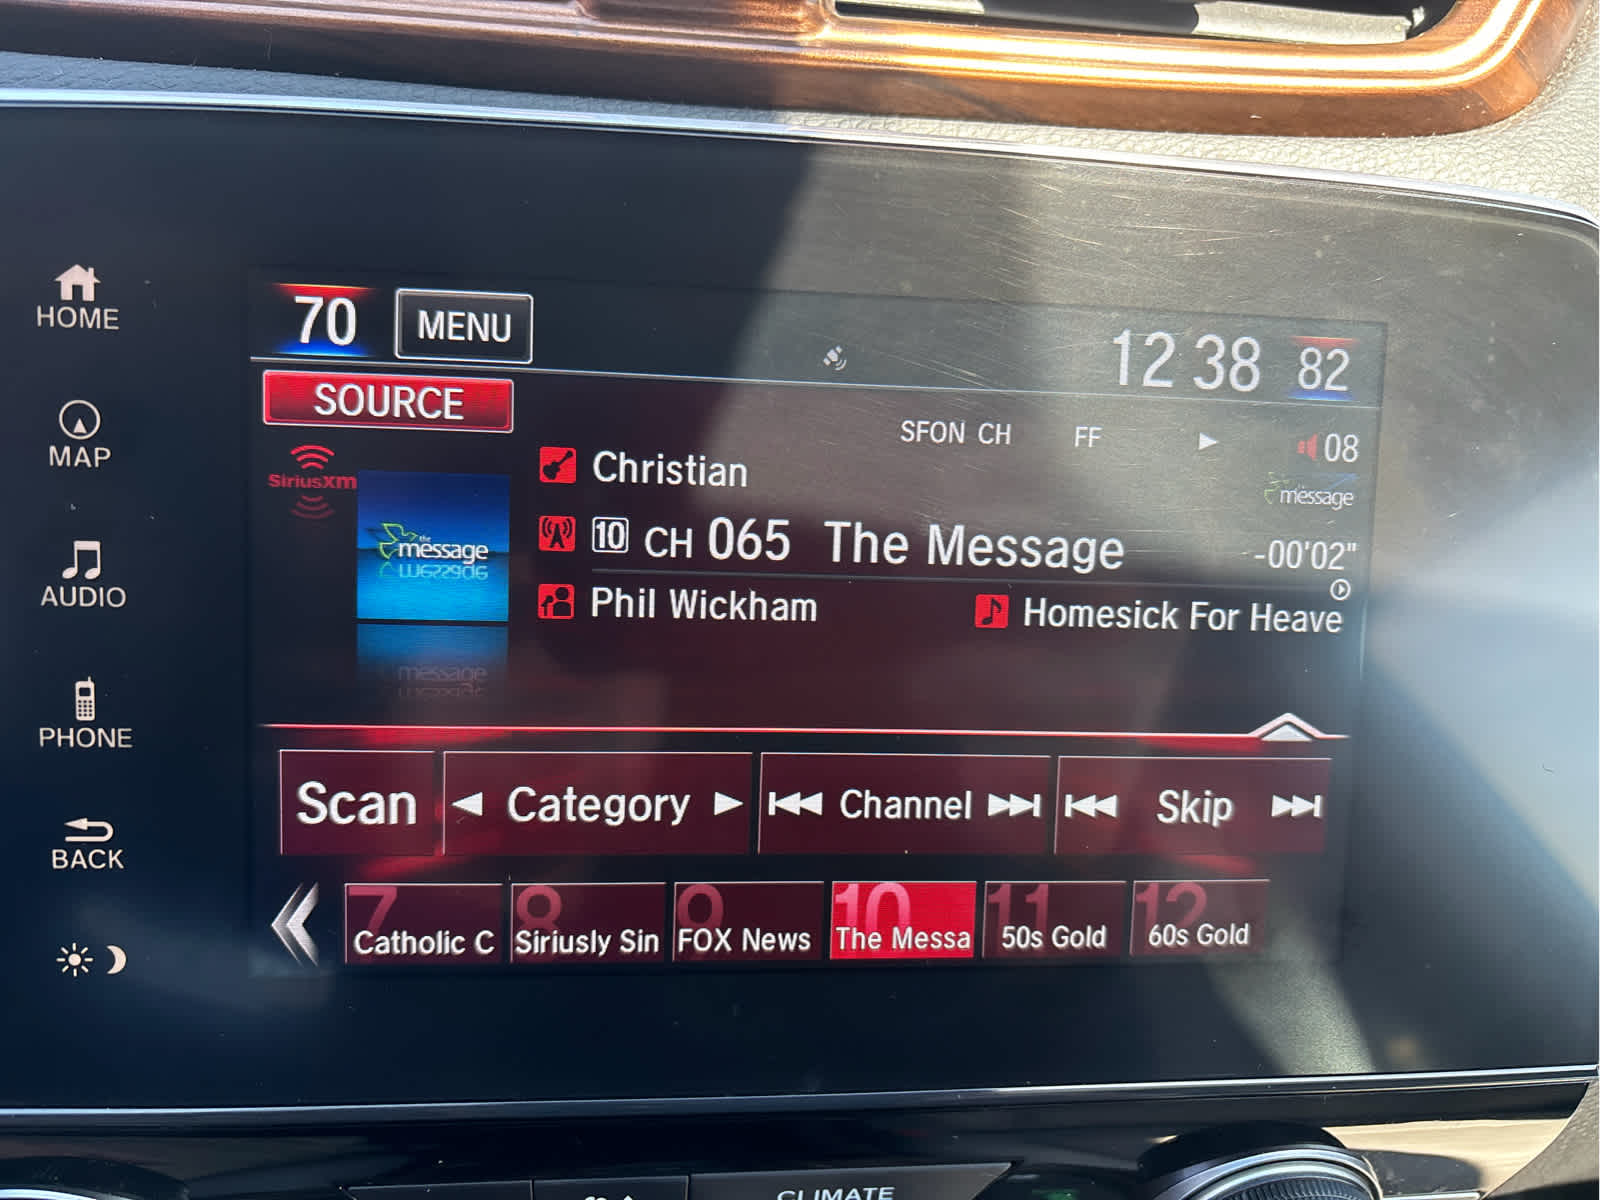 HOME
MAP
AUDIO
PHONE
BACK
70
MENU
12 38
82
SOURCE
SFON CH
FF
08
SiriusXM
Christian
the message
message
10 CH 065 The Message
-00'02"
Phil Wickham
Homesick For Heave
Scan
Category
Channel
Skip
7 Catholic C
8 Siriusly Sin
9 FOX News
10 The Messa
11 50s Gold
12 60s Gold
CLIMATE